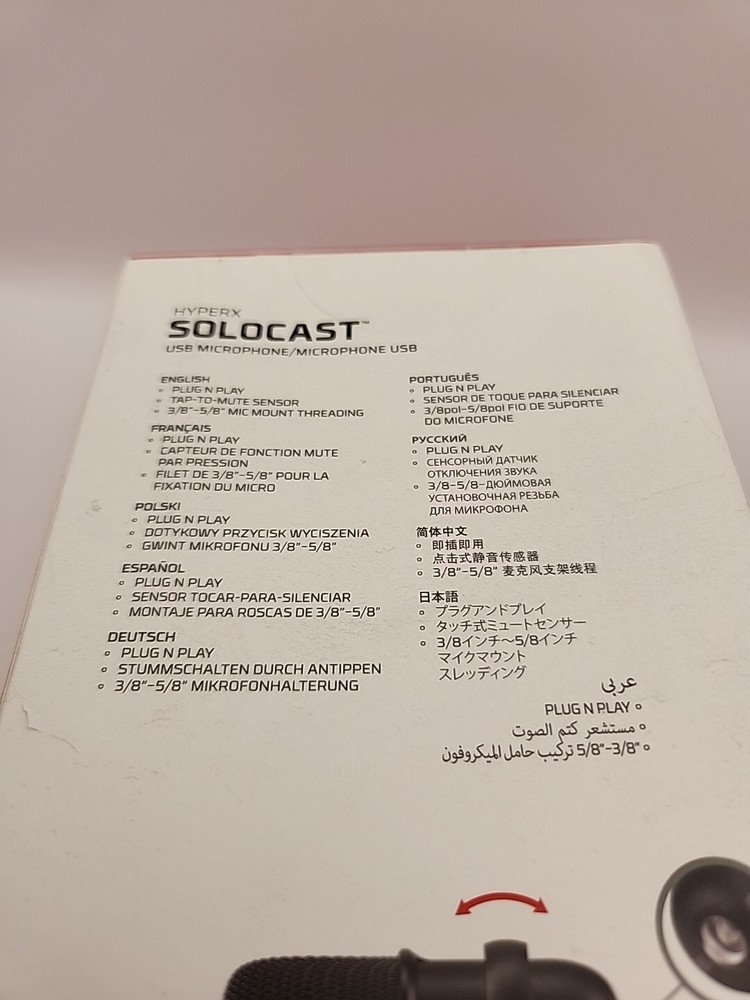 HYPERX
SOLOCAST™
USB MICROPHONE/MICROPHONE USB
ENGLISH
◦ PLUG N PLAY
◦ TAP-TO-MUTE SENSOR
◦ 3/8"-5/8" MIC MOUNT THREADING
FRANÇAIS
◦ PLUG N PLAY
◦ CAPTEUR DE FONCTION MUTE
PAR PRESSION
◦ FILET DE 3/8"-5/8" POUR LA
FIXATION DU MICRO
POLSKI
◦ PLUG N PLAY
◦ DOTYKOWY PRZYCISK WYCISZENIA
◦ GWINT MIKROFONU 3/8"-5/8"
ESPAÑOL
◦ PLUG N PLAY
◦ SENSOR TOCAR-PARA-SILENCIAR
◦ MONTAJE PARA ROSCAS DE 3/8"-5/8"
DEUTSCH
◦ PLUG N PLAY
◦ STUMMSCHALTEN DURCH ANTIPPEN
◦ 3/8"-5/8" MIKROFONHALTERUNG
PORTUGUÊS
◦ PLUG N PLAY
◦ SENSOR DE TOQUE PARA SILENCIAR
◦ 3/8pol-5/8pol FIO DE SUPORTE
DO MICROFONE
РУССКИЙ
◦ PLUG N PLAY
◦ СЕНСОРНЫЙ ДАТЧИК
ОТКЛЮЧЕНИЯ ЗВУКА
◦ 3/8-5/8-ДЮЙМОВАЯ
УСТАНОВОЧНАЯ РЕЗЬБА
ДЛЯ МИКРОФОНА
简体中文
◦ 即插即用
◦ 点击式静音传感器
◦ 3/8"-5/8" 麦克风支架线程
日本語
◦ プラグアンドプレイ
◦ タッチ式ミュートセンサー
◦ 3/8インチ～5/8インチ
マイクマウント
スレッディング
عربي
◦ PLUG N PLAY
◦ مستشعر كتم الصوت
◦ 3/8"-5/8" تركيب حامل الميكروفون